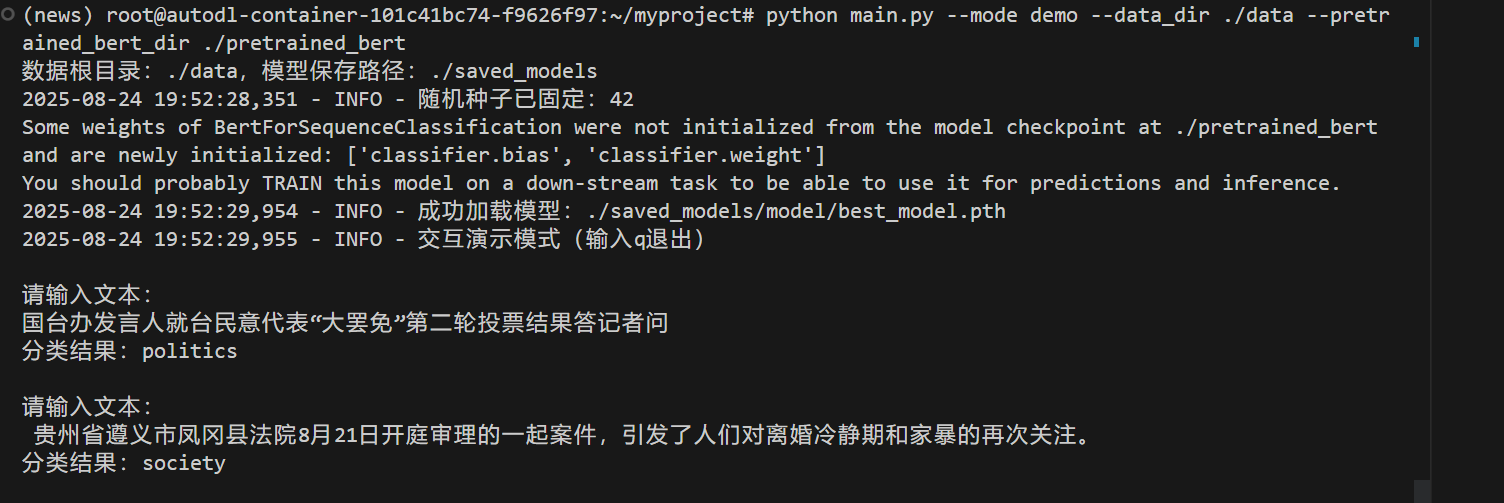 (news) root@autodl-container-101c41bc74-f9626f97:~/myproject# python main.py --mode demo --data_dir ./data --pretr
ained_bert_dir ./pretrained_bert
数据根目录：./data，模型保存路径：./saved_models
2025-08-24 19:52:28,351 - INFO - 随机种子已固定：42
Some weights of BertForSequenceClassification were not initialized from the model checkpoint at ./pretrained_bert
and are newly initialized: ['classifier.bias', 'classifier.weight']
You should probably TRAIN this model on a down-stream task to be able to use it for predictions and inference.
2025-08-24 19:52:29,954 - INFO - 成功加载模型：./saved_models/model/best_model.pth
2025-08-24 19:52:29,955 - INFO - 交互演示模式（输入q退出）
请输入文本：
国台办发言人就台民意代表“大罢免”第二轮投票结果答记者问
分类结果：politics
请输入文本：
贵州省遵义市凤冈县法院8月21日开庭审理的一起案件，引发了人们对离婚冷静期和家暴的再次关注。
分类结果：society